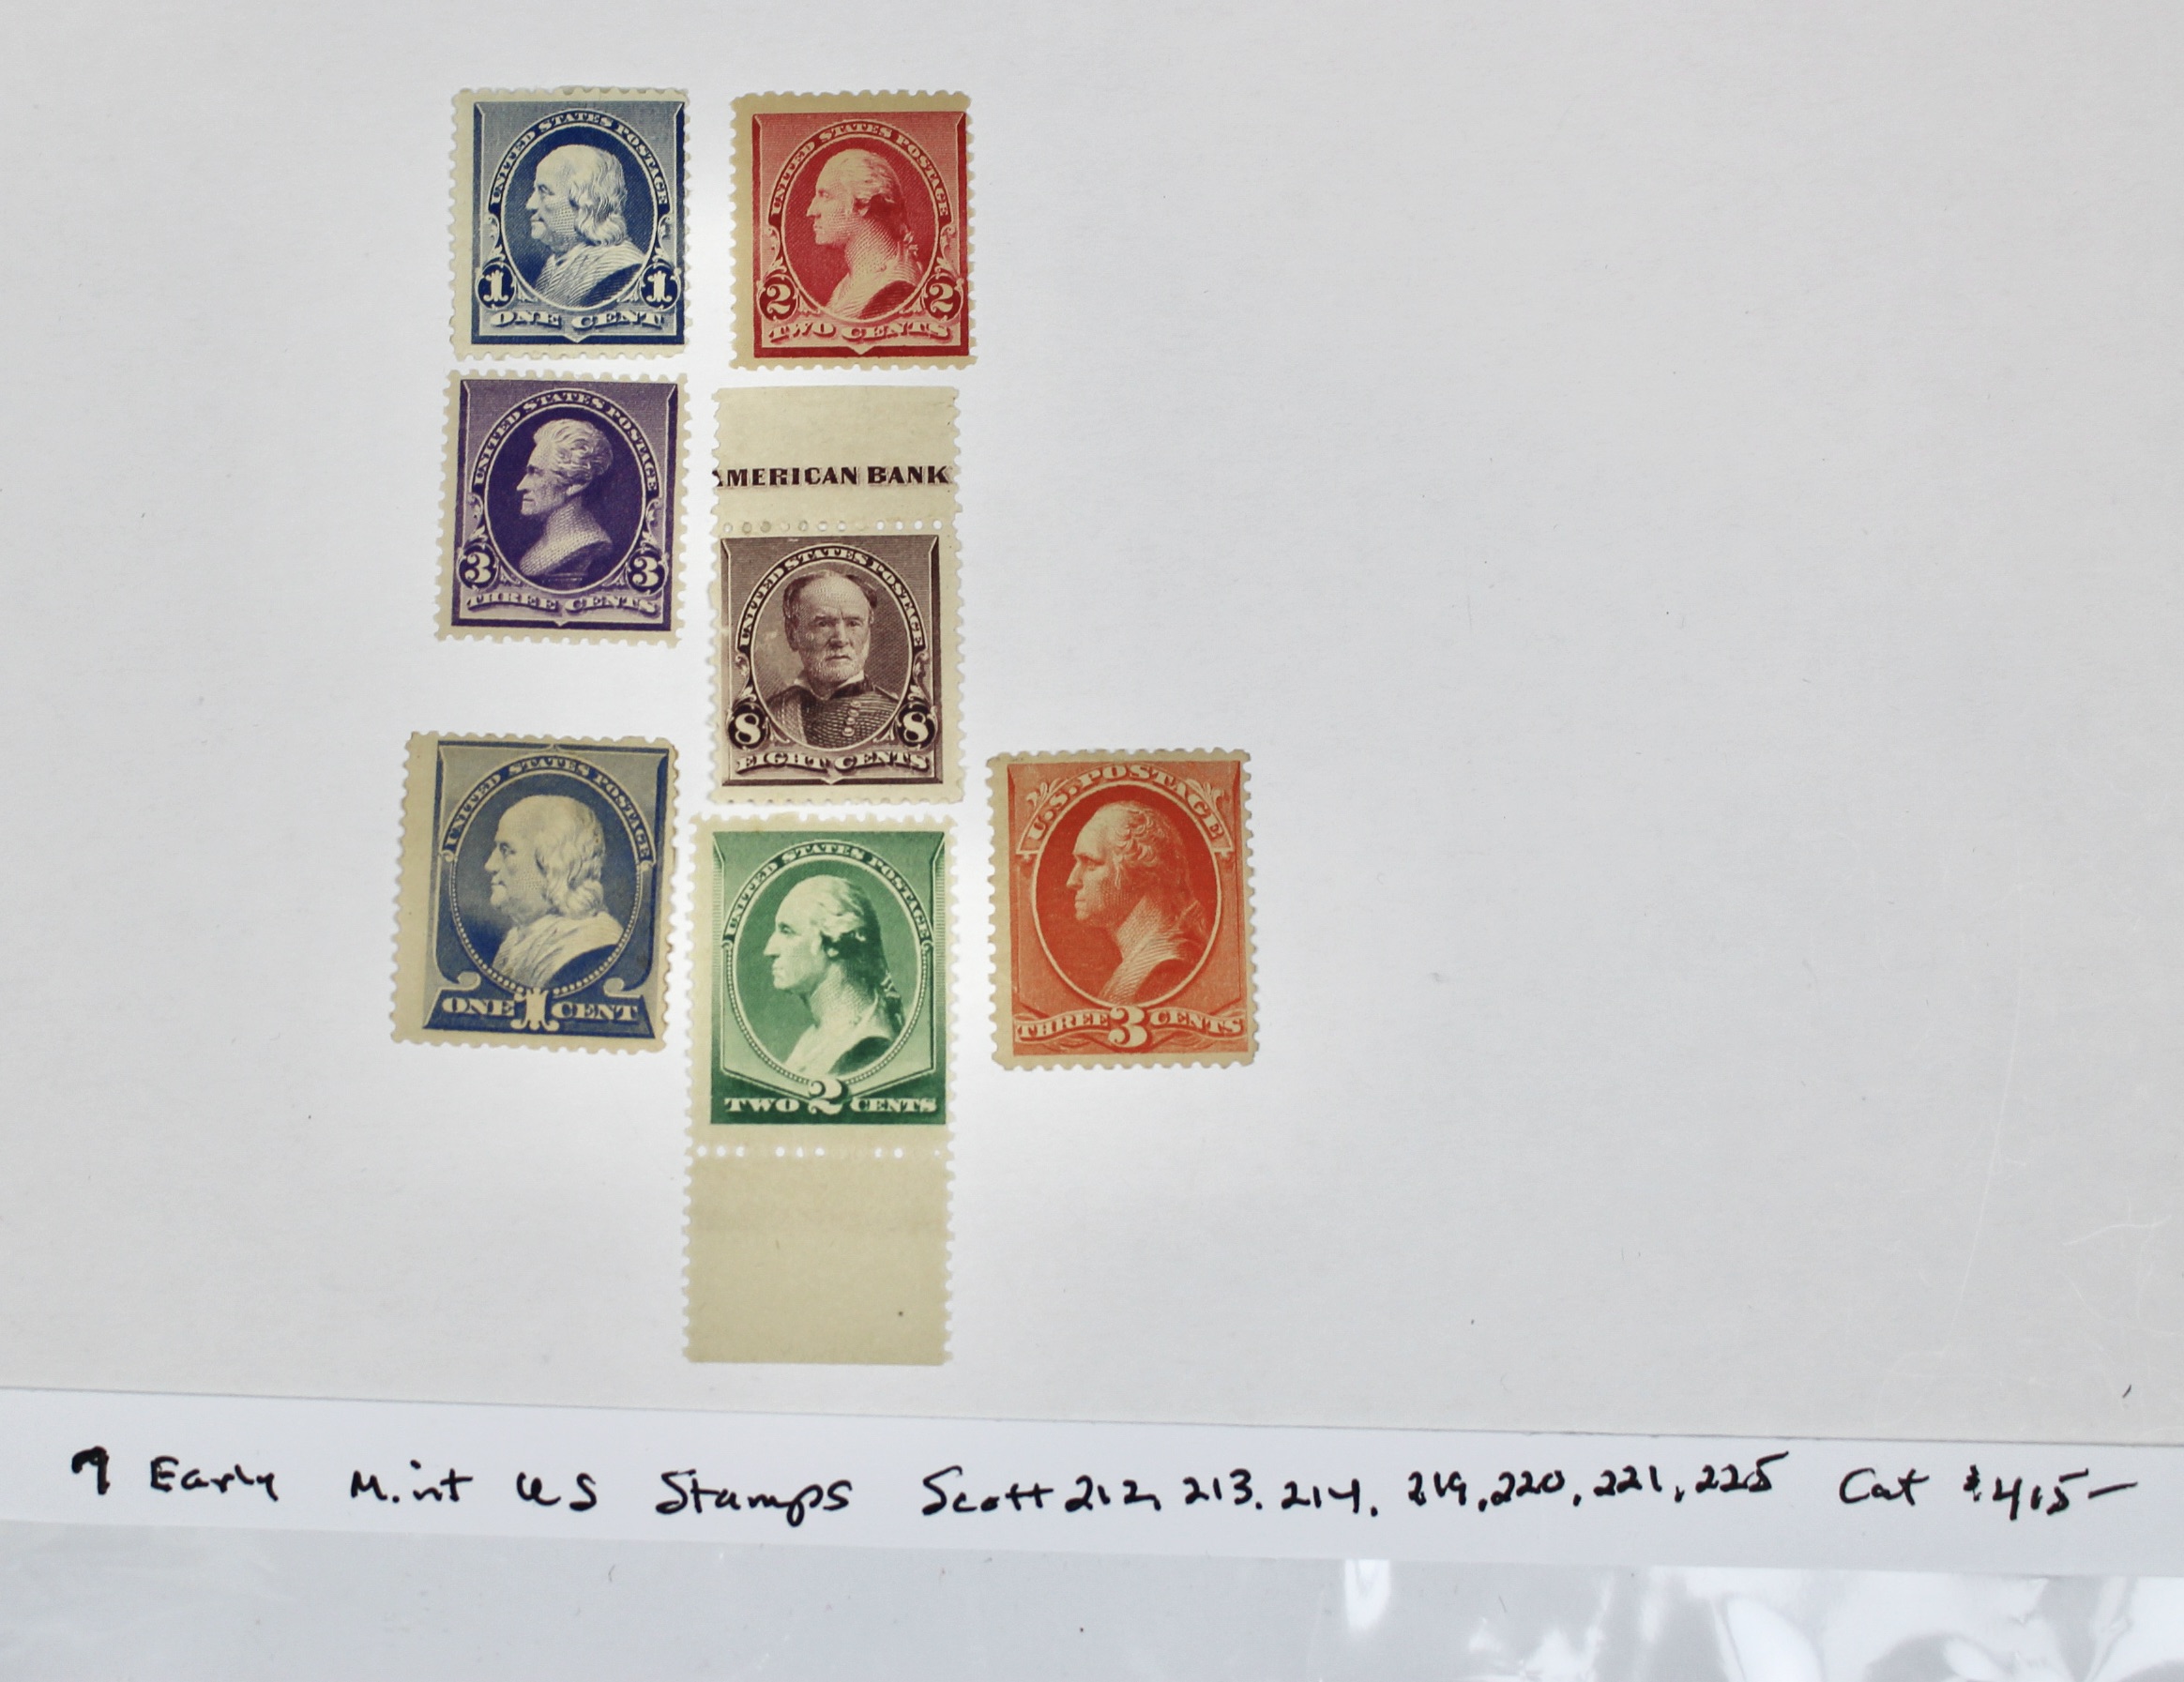 UNITED STATES POSTAGE
1 1
ONE CENT
UNITED STATES POSTAGE
2 2
TWO CENTS
UNITED STATES POSTAGE
3 3
THREE CENTS
AMERICAN BANK
UNITED STATES POSTAGE
8 8
EIGHT CENTS
UNITED STATES POSTAGE
ONE 1 CENT
UNITED STATES POSTAGE
TWO 2 CENTS
U.S. POSTAGE
THREE 3 CENTS
7 Early Mint US Stamps Scott 212, 213, 214, 219, 220, 221, 225 Cat $415-